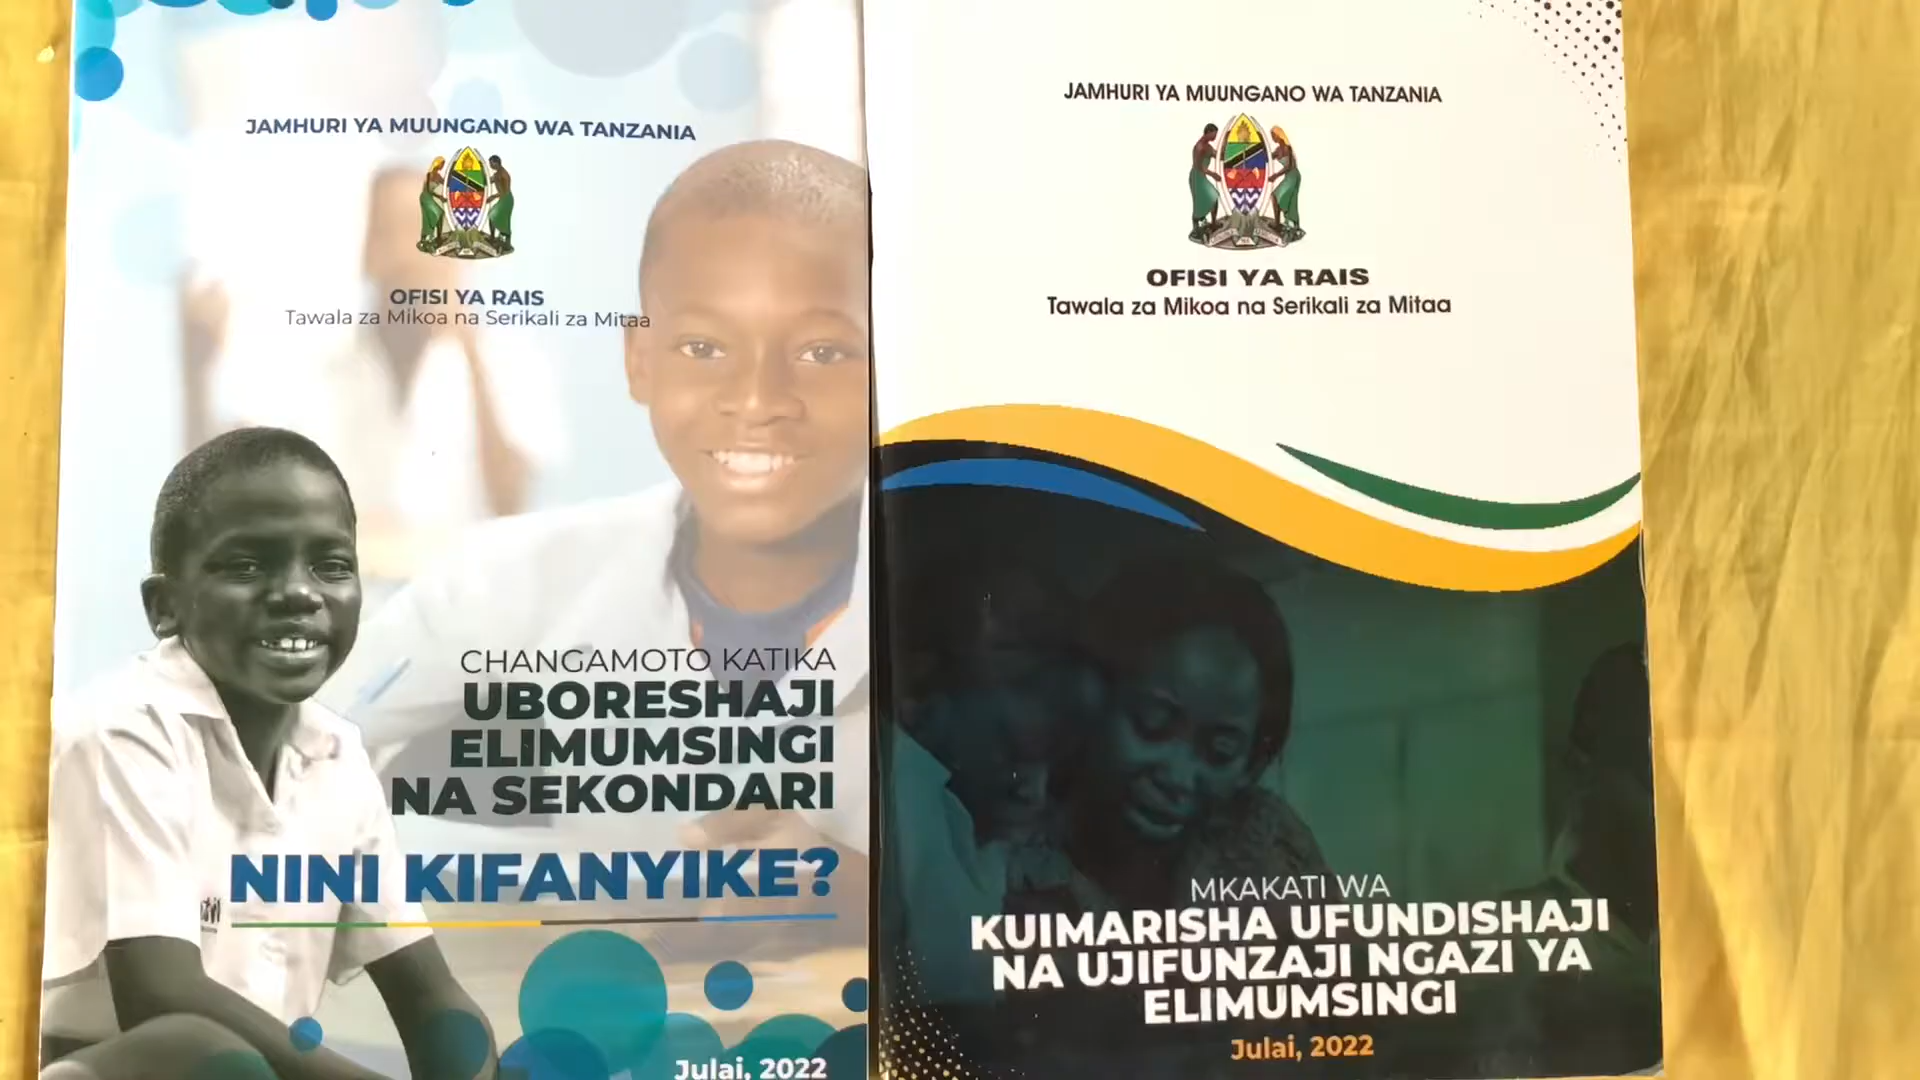 JAMHURI YA MUUNGANO WA TANZANIA
OFISI YA RAIS
Tawala za Mikoa na Serikali za Mitaa
CHANGAMOTO KATIKA
UBORESHAJI
ELIMUMSINGI
NA SEKONDARI
NINI KIFANYIKE?
Julai, 2022
JAMHURI YA MUUNGANO WA TANZANIA
OFISI YA RAIS
Tawala za Mikoa na Serikali za Mitaa
MKAKATI WA
KUIMARISHA UFUNDISHAJI
NA UJIFUNZAJI NGAZI YA
ELIMUMSINGI
Julai, 2022